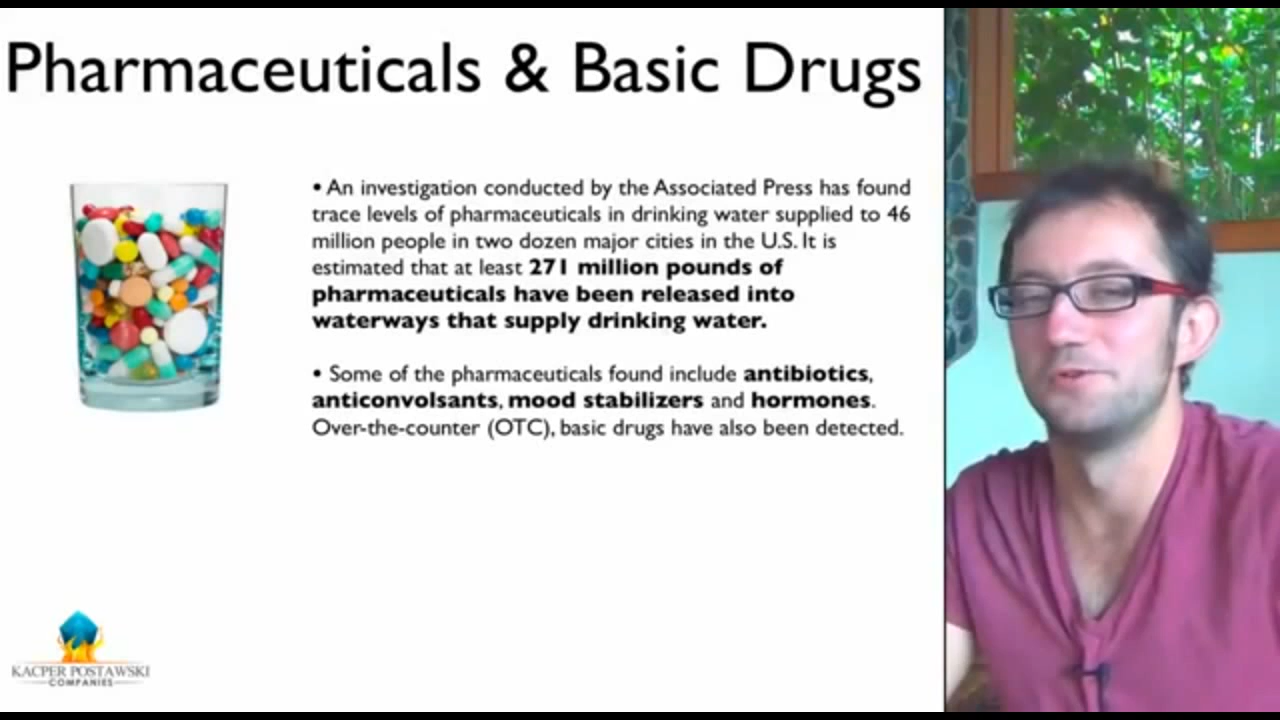 Pharmaceuticals & Basic Drugs
• An investigation conducted by the Associated Press has found
trace levels of pharmaceuticals in drinking water supplied to 46
million people in two dozen major cities in the U.S. It is
estimated that at least 271 million pounds of
pharmaceuticals have been released into
waterways that supply drinking water.
• Some of the pharmaceuticals found include antibiotics,
anticonvolsants, mood stabilizers and hormones.
Over-the-counter (OTC), basic drugs have also been detected.
KACPER POSTAWSKI
COMPANIES